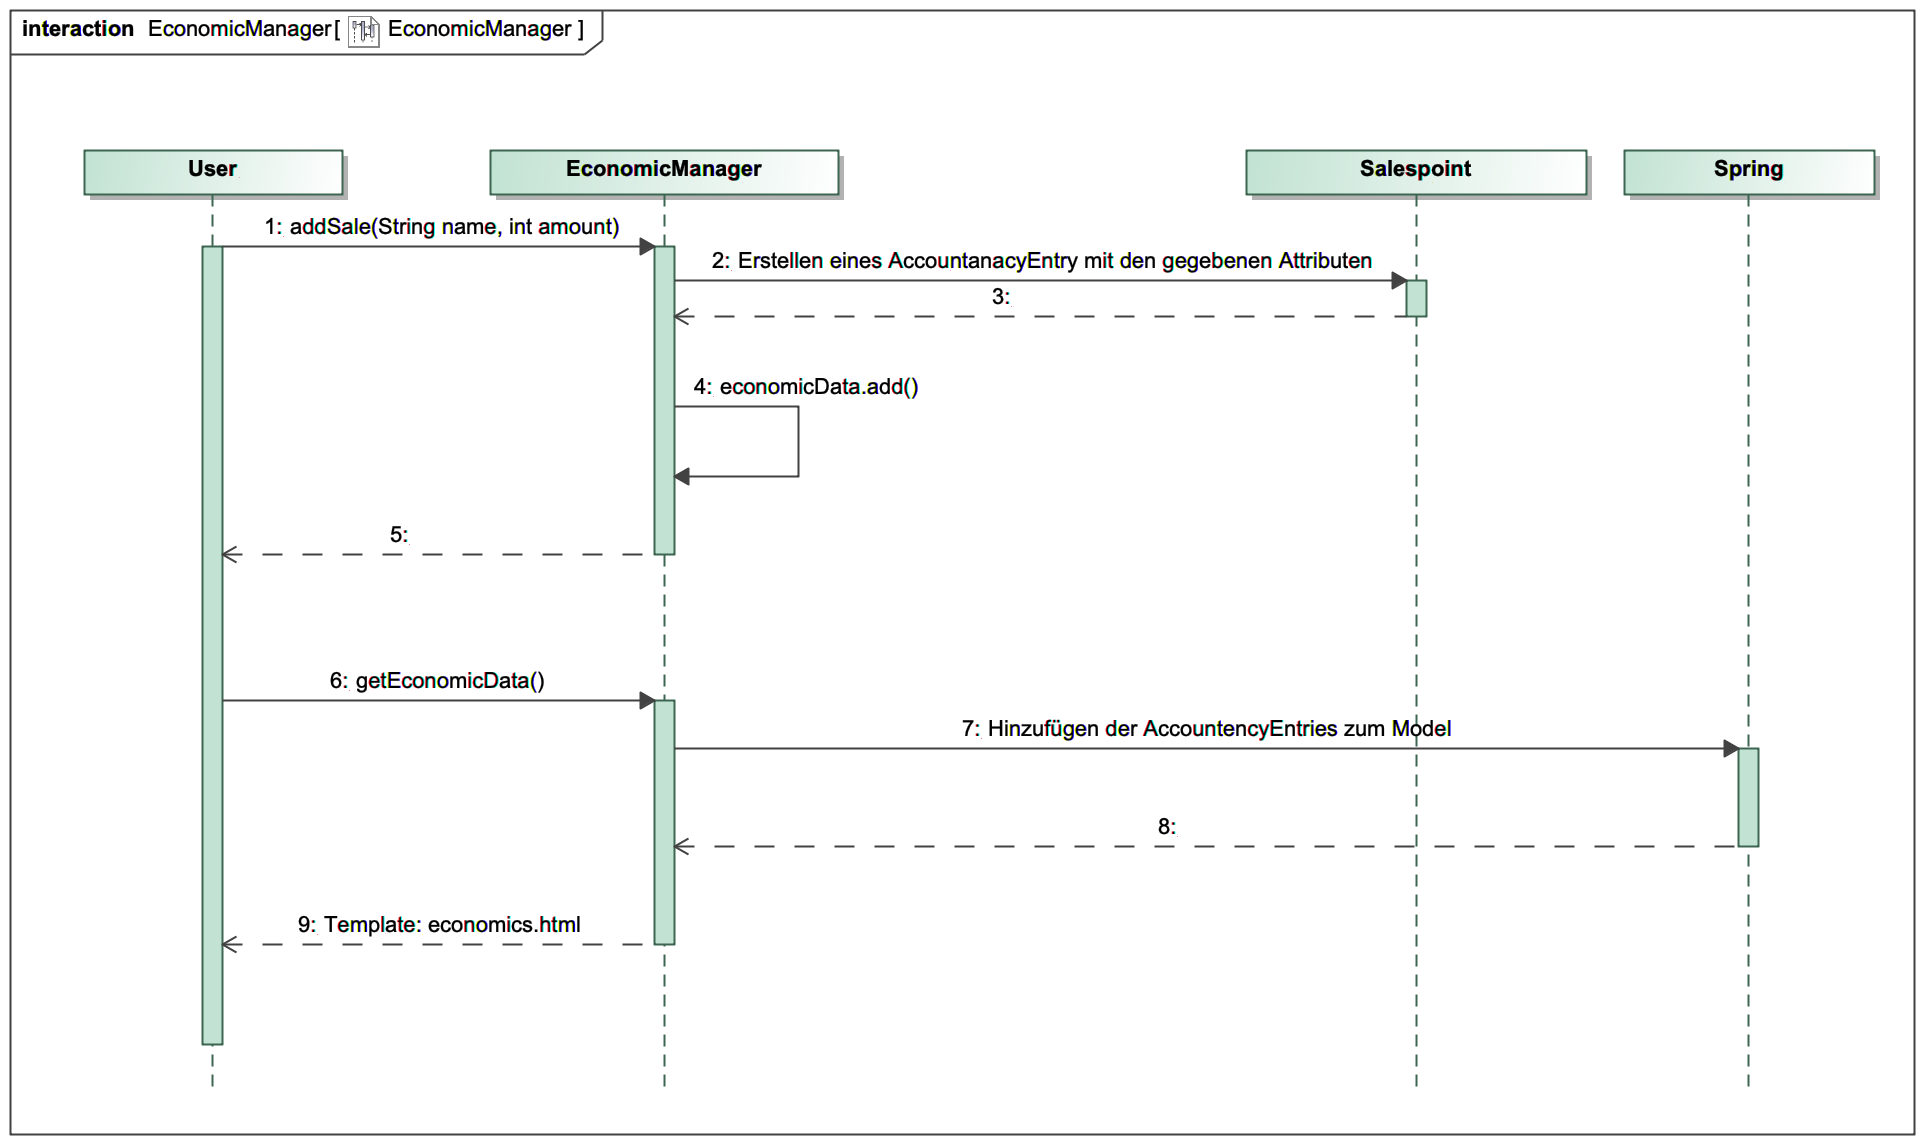 interaction EconomicManager[ EconomicManager ]
User
EconomicManager
Salespoint
Spring
1: addSale(String name, int amount)
2: Erstellen eines AccountanacyEntry mit den gegebenen Attributen
3:
4: economicData.add()
5:
6: getEconomicData()
7: Hinzufügen der AccountencyEntries zum Model
8:
9: Template: economics.html